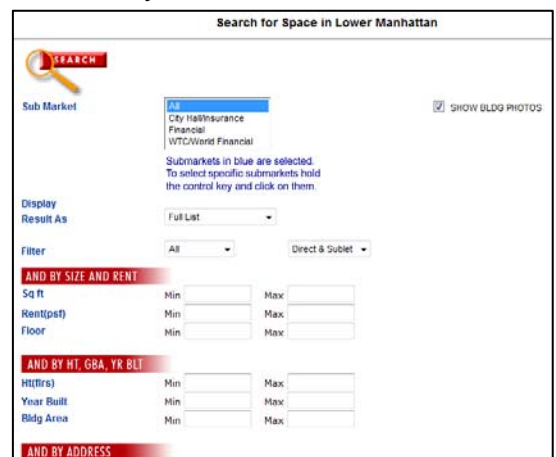 Search for Space in Lower Manhattan
SEARCH
Sub Market
All
City Hall/Insurance
Financial
WTC/World Financial
SHOW BLDG PHOTOS
Submarkets in blue are selected.
To select specific submarkets hold
the control key and click on them.
Display
Result As
Full List
Filter
All
Direct & Sublet
AND BY SIZE AND RENT
Sq ft Min Max
Rent(psf) Min Max
Floor Min Max
AND BY HT, GBA, YR BLT
Ht(flrs) Min Max
Year Built Min Max
Bldg Area Min Max
AND BY ADDRESS